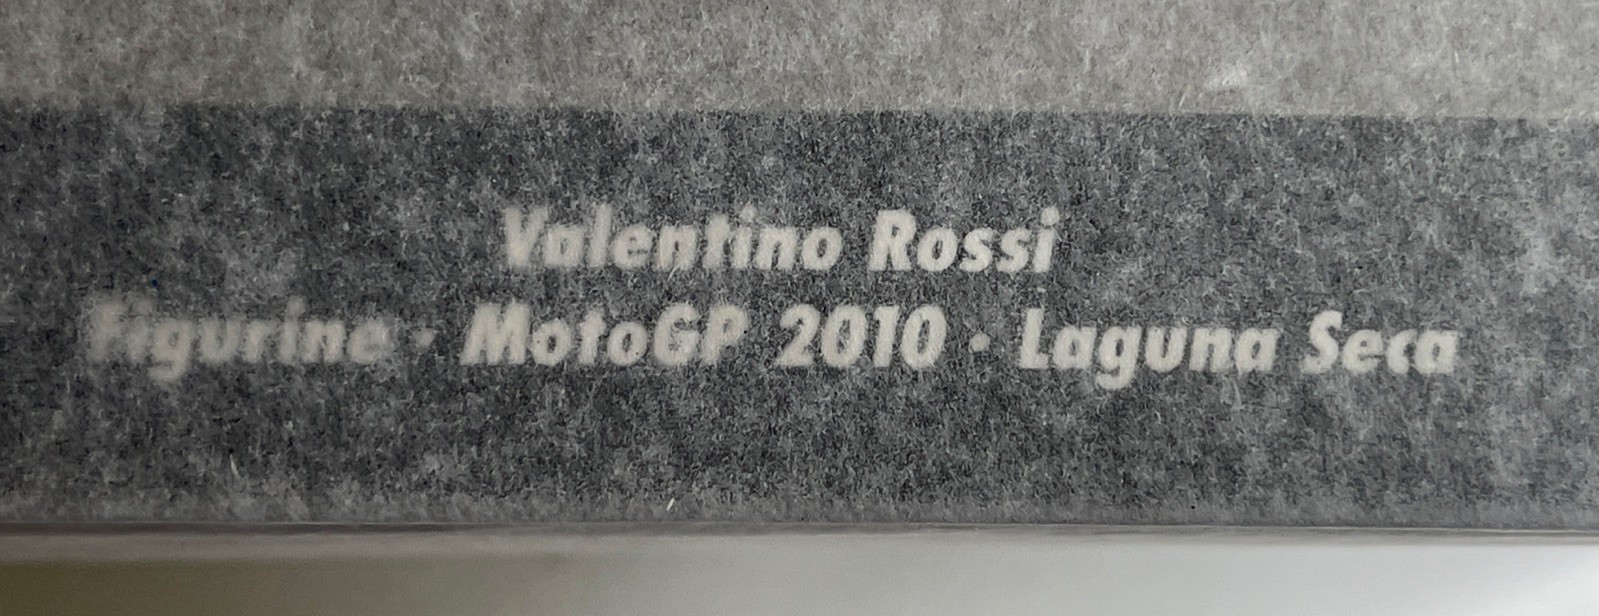 Valentino Rossi
Figurine · MotoGP 2010 · Laguna Seca